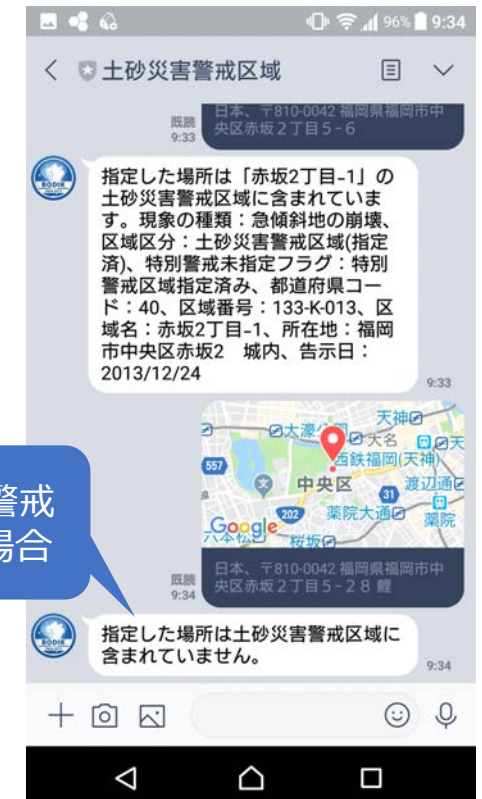 96% 9:34
土砂災害警戒区域
日本、〒810-0042 福岡県福岡市中
央区赤坂2丁目5-6
既読
9:33
BODIK
指定した場所は「赤坂2丁目-1」の
土砂災害警戒区域に含まれていま
す。現象の種類：急傾斜地の崩壊、
区域区分：土砂災害警戒区域(指定
済)、特別警戒未指定フラグ：特別
警戒区域指定済み、都道府県コー
ド：40、区域番号：133-K-013、区
域名：赤坂2丁目-1、所在地：福岡
市中央区赤坂2　城内、告示日：
2013/12/24
9:33
天神
大濠公
大名
天
557
西鉄福岡(天神)
中央区
渡辺通
31
202
薬院大通
薬院
Google
六本松
桜坂
警戒
場合
日本、〒810-0042 福岡県福岡市中
央区赤坂2丁目5-28 鯉
既読
9:34
BODIK
指定した場所は土砂災害警戒区域に
含まれていません。
9:34